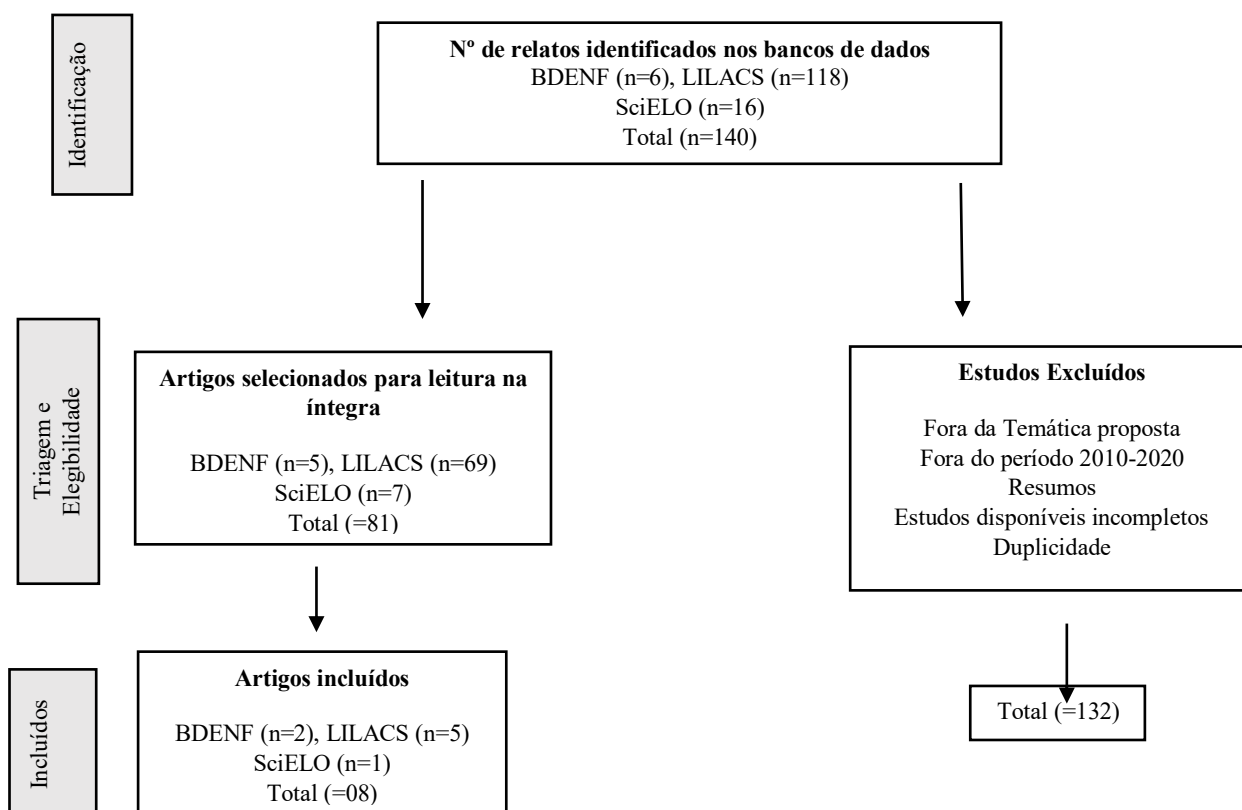 Identificação
Nº de relatos identificados nos bancos de dados
BDENF (n=6), LILACS (n=118)
SciELO (n=16)
Total (n=140)
Triagem e
Elegibilidade
Artigos selecionados para leitura na
íntegra
BDENF (n=5), LILACS (n=69)
SciELO (n=7)
Total (=81)
Estudos Excluídos
Fora da Temática proposta
Fora do período 2010-2020
Resumos
Estudos disponíveis incompletos
Duplicidade
Incluídos
Artigos incluídos
BDENF (n=2), LILACS (n=5)
SciELO (n=1)
Total (=08)
Total (=132)